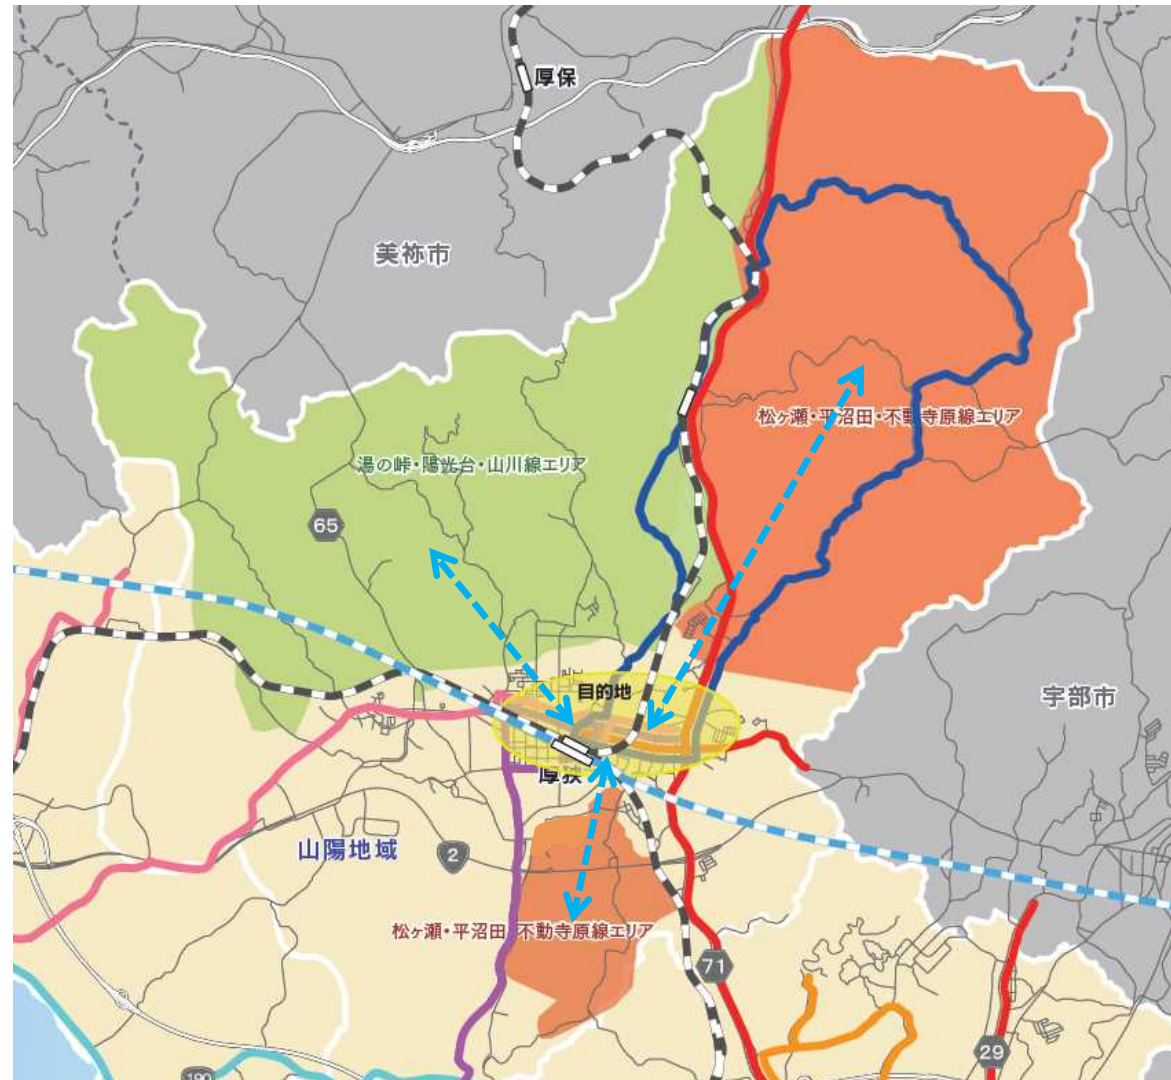 厚保
美祢市
松ヶ瀬・平沼田・不動寺原線エリア
湯の峠・陽光台・山川線エリア
65
目的地
宇部市
厚狭
山陽地域
2
松ヶ瀬・平沼田・不動寺原線エリア
71
29
190